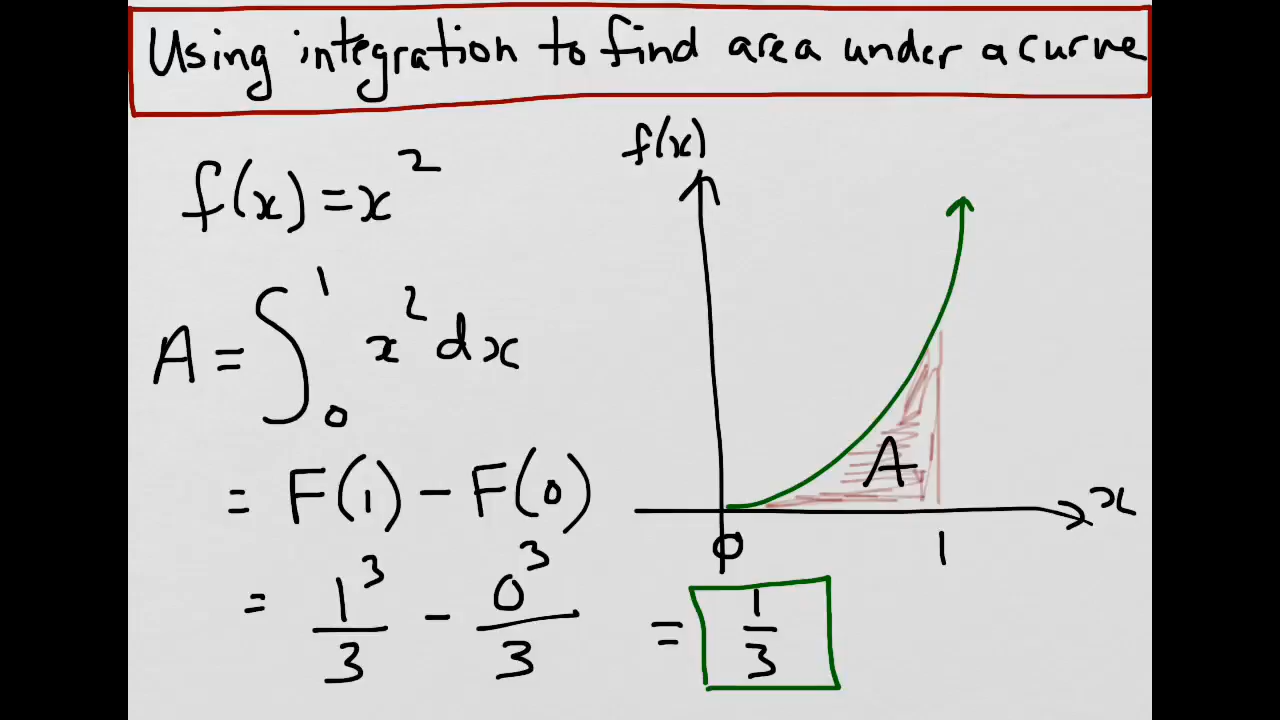 Using integration to find area under a curve
f(x) = x²
A = ∫₀¹ x² dx
= F(1) − F(0)
= 1³/3 − 0³/3 = 1/3
f(x)
A
x
0 1